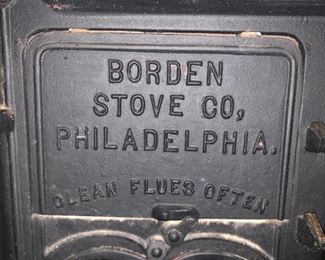 BORDEN
STOVE CO,
PHILADELPHIA.
CLEAN FLUES OFTEN